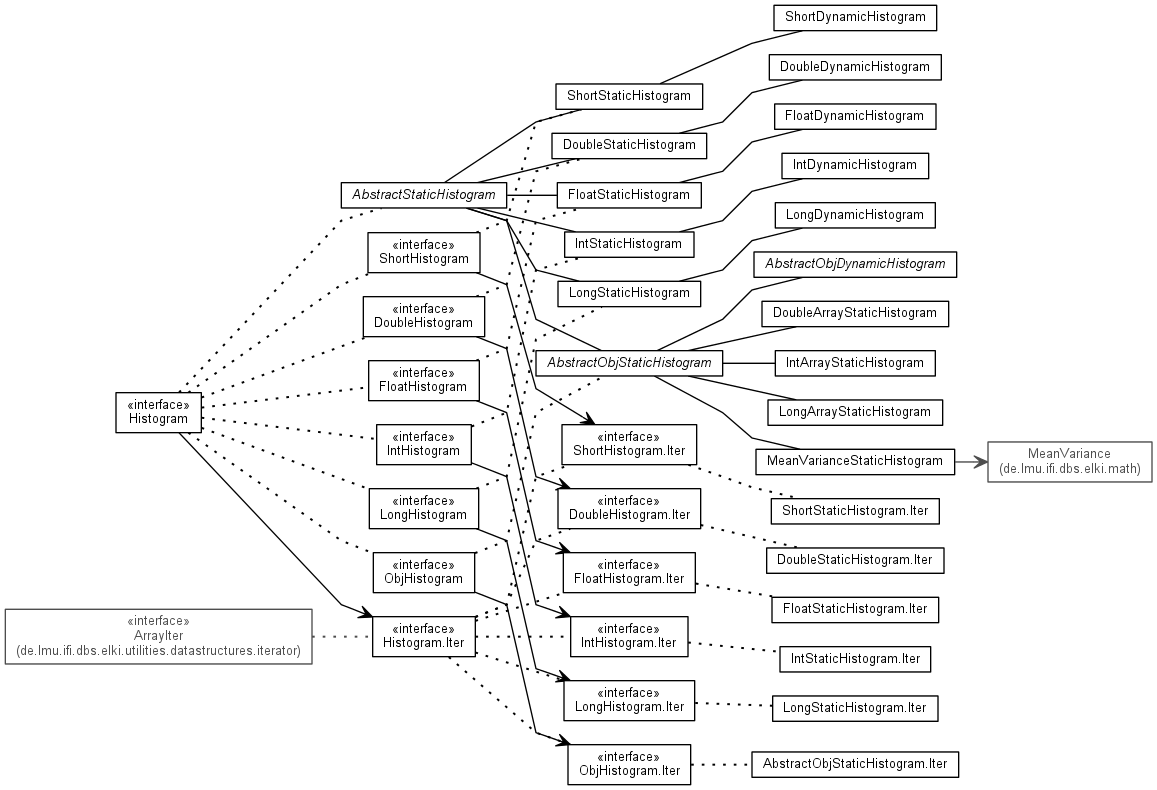 ShortDynamicHistogram
DoubleDynamicHistogram
ShortStaticHistogram
FloatDynamicHistogram
DoubleStaticHistogram
IntDynamicHistogram
AbstractStaticHistogram
FloatStaticHistogram
LongDynamicHistogram
«interface»
ShortHistogram
IntStaticHistogram
AbstractObjDynamicHistogram
LongStaticHistogram
«interface»
DoubleHistogram
DoubleArrayStaticHistogram
AbstractObjStaticHistogram
IntArrayStaticHistogram
«interface»
FloatHistogram
«interface»
Histogram
LongArrayStaticHistogram
«interface»
IntHistogram
«interface»
ShortHistogram.Iter
MeanVarianceStaticHistogram
MeanVariance
(de.lmu.ifi.dbs.elki.math)
«interface»
LongHistogram
«interface»
DoubleHistogram.Iter
ShortStaticHistogram.Iter
«interface»
ObjHistogram
«interface»
FloatHistogram.Iter
DoubleStaticHistogram.Iter
FloatStaticHistogram.Iter
«interface»
ArrayIter
(de.lmu.ifi.dbs.elki.utilities.datastructures.iterator)
«interface»
Histogram.Iter
«interface»
IntHistogram.Iter
IntStaticHistogram.Iter
«interface»
LongHistogram.Iter
LongStaticHistogram.Iter
«interface»
ObjHistogram.Iter
AbstractObjStaticHistogram.Iter